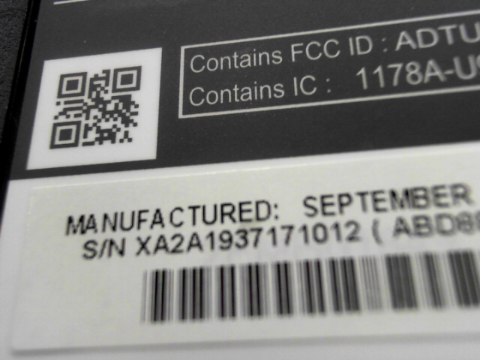 Contains FCC ID : ADTU
Contains IC : 1178A-U
MANUFACTURED: SEPTEMBER
S/N XA2A1937171012 ( ABD8